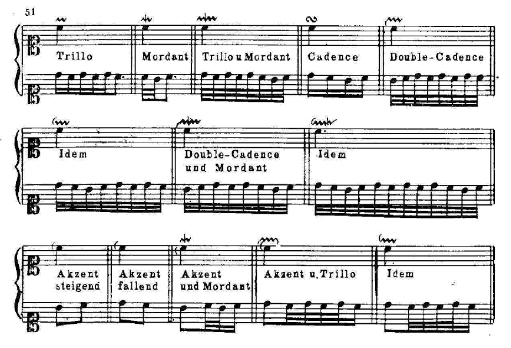 51
Trillo Mordant Trillo u Mordant Cadence Double-Cadence
Idem Double-Cadence Idem
und Mordant
Akzent Akzent Akzent Akzent u. Trillo Idem
steigend fallend und Mordant